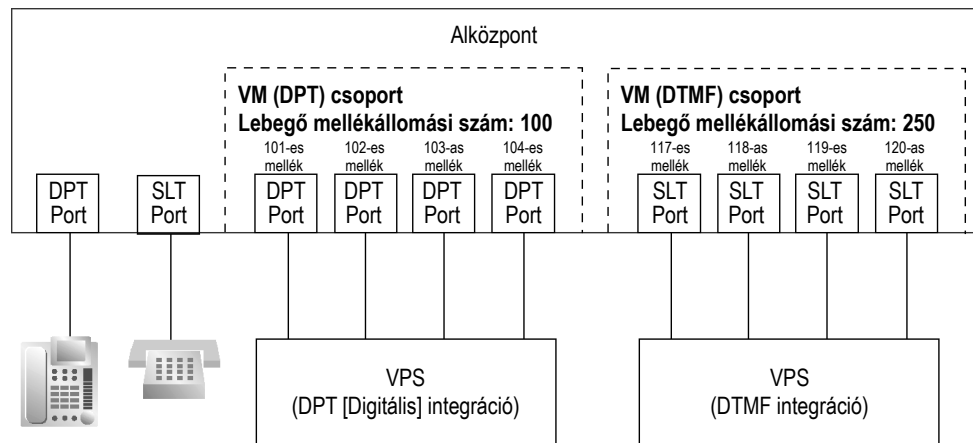 Alközpont
VM (DPT) csoport
Lebegő mellékállomási szám: 100
101-es mellék
102-es mellék
103-as mellék
104-es mellék
VM (DTMF) csoport
Lebegő mellékállomási szám: 250
117-es mellék
118-as mellék
119-es mellék
120-as mellék
DPT Port
SLT Port
DPT Port
DPT Port
DPT Port
DPT Port
SLT Port
SLT Port
SLT Port
SLT Port
VPS
(DPT [Digitális] integráció)
VPS
(DTMF integráció)